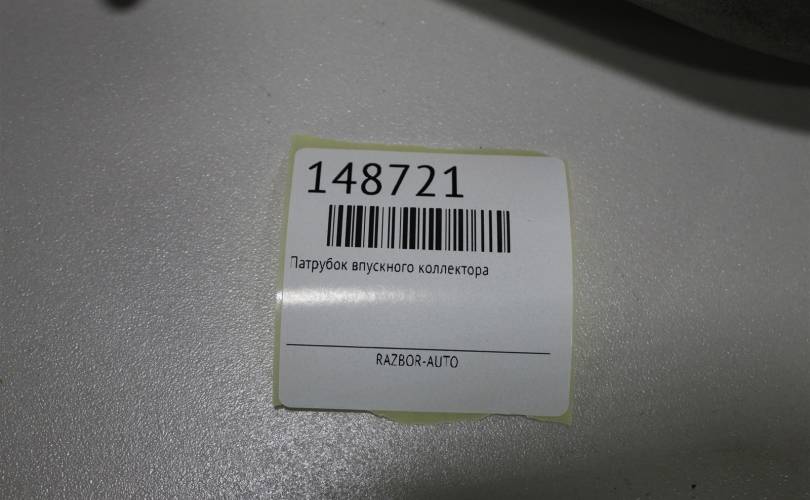 148721
Патрубок впускного коллектора
RAZBOR-AUTO